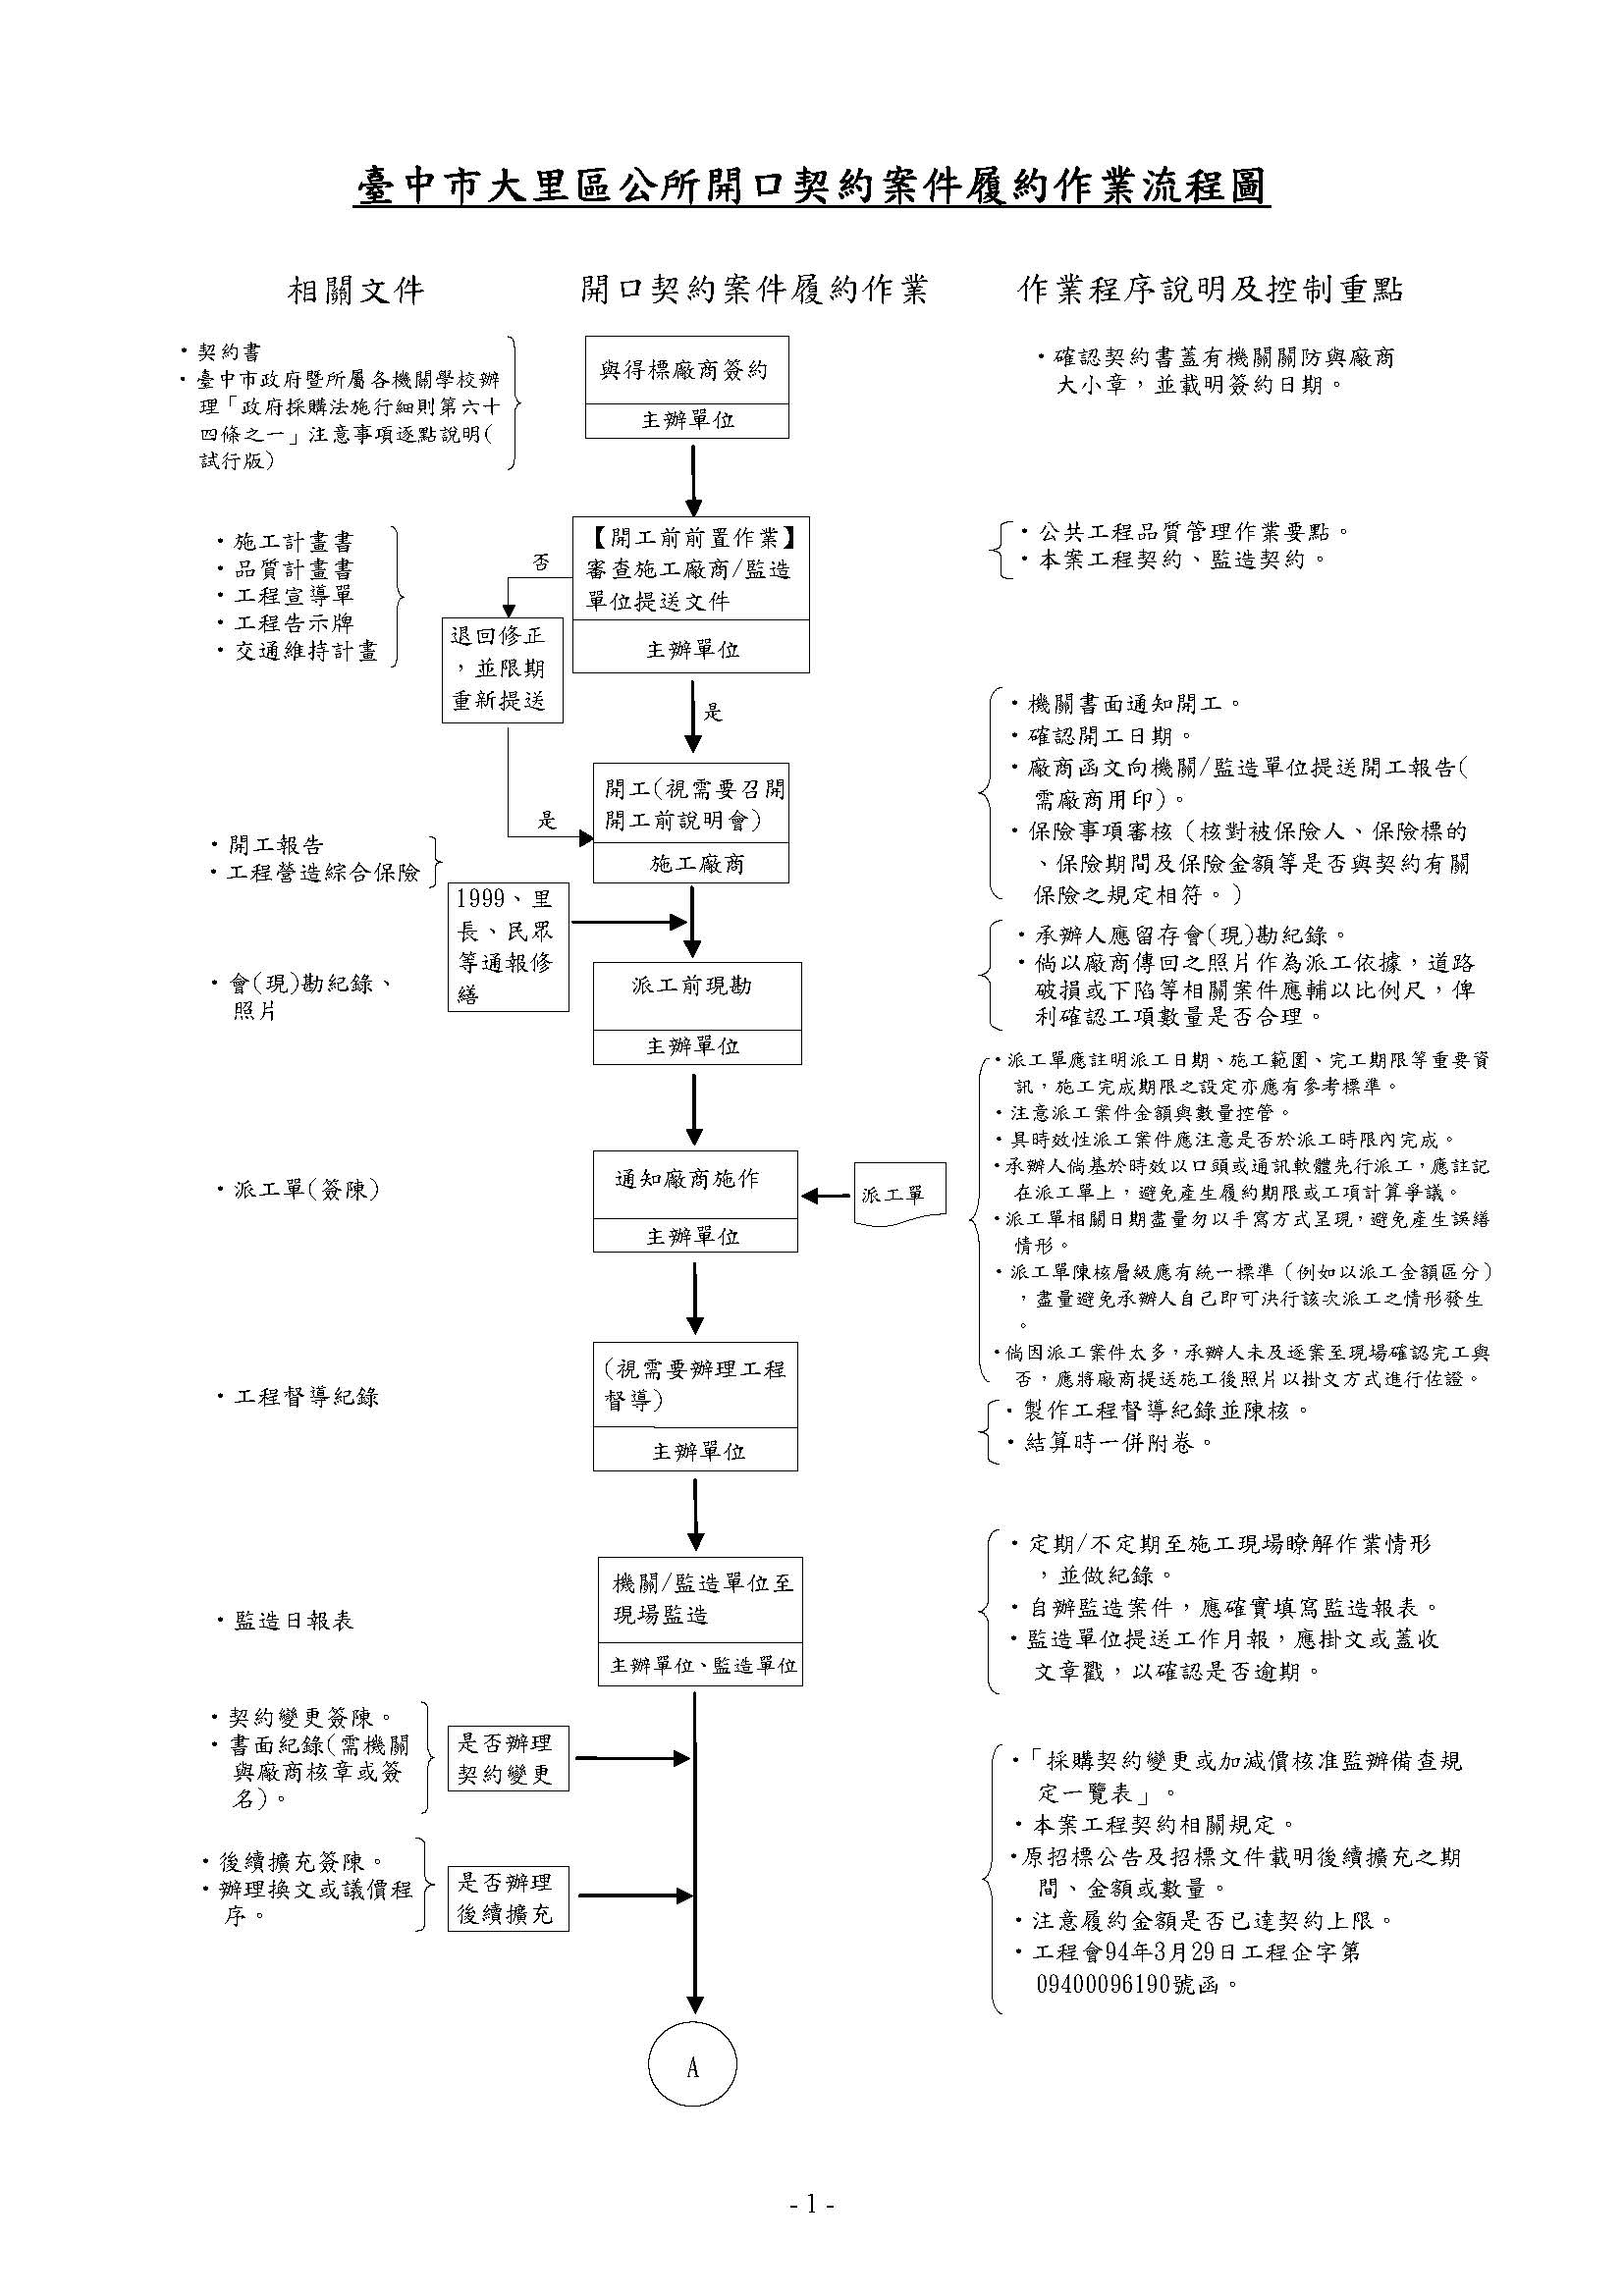 臺中市大里區公所開口契約案件履約作業流程圖
相關文件
開口契約案件履約作業
作業程序說明及控制重點
・契約書
・臺中市政府暨所屬各機關學校辦
理「政府採購法施行細則第六十
四條之一」注意事項逐點說明(
試行版)
與得標廠商簽約
主辦單位
・確認契約書蓋有機關關防與廠商
大小章，並載明簽約日期。
・施工計畫書
・品質計畫書
・工程宣導單
・工程告示牌
・交通維持計畫
否
【開工前前置作業】
審查施工廠商/監造
單位提送文件
主辦單位
・公共工程品質管理作業要點。
・本案工程契約、監造契約。
退回修正
，並限期
重新提送
是
是
開工(視需要召開
開工前說明會)
施工廠商
・機關書面通知開工。
・確認開工日期。
・廠商函文向機關/監造單位提送開工報告(
需廠商用印)。
・保險事項審核（核對被保險人、保險標的
、保險期間及保險金額等是否與契約有關
保險之規定相符。）
・開工報告
・工程營造綜合保險
1999、里
長、民眾
等通報修
繕
・會(現)勘紀錄、
照片
派工前現勘
主辦單位
・承辦人應留存會(現)勘紀錄。
・倘以廠商傳回之照片作為派工依據，道路
破損或下陷等相關案件應輔以比例尺，俾
利確認工項數量是否合理。
・派工單(簽陳)
通知廠商施作
主辦單位
派工單
・派工單應註明派工日期、施工範圍、完工期限等重要資
訊，施工完成期限之設定亦應有參考標準。
・注意派工案件金額與數量控管。
・具時效性派工案件應注意是否於派工時限內完成。
・承辦人倘基於時效以口頭或通訊軟體先行派工，應註記
在派工單上，避免產生履約期限或工項計算爭議。
・派工單相關日期盡量勿以手寫方式呈現，避免產生誤繕
情形。
・派工單陳核層級應有統一標準（例如以派工金額區分）
，盡量避免承辦人自己即可決行該次派工之情形發生
。
・倘因派工案件太多，承辦人未及逐案至現場確認完工與
否，應將廠商提送施工後照片以掛文方式進行佐證。
・工程督導紀錄
(視需要辦理工程
督導)
主辦單位
・製作工程督導紀錄並陳核。
・結算時一併附卷。
・監造日報表
機關/監造單位至
現場監造
主辦單位、監造單位
・定期/不定期至施工現場瞭解作業情形
，並做紀錄。
・自辦監造案件，應確實填寫監造報表。
・監造單位提送工作月報，應掛文或蓋收
文章戳，以確認是否逾期。
・契約變更簽陳。
・書面紀錄(需機關
與廠商核章或簽
名)。
是否辦理
契約變更
・後續擴充簽陳。
・辦理換文或議價程
序。
是否辦理
後續擴充
・「採購契約變更或加減價核准監辦備查規
定一覽表」。
・本案工程契約相關規定。
・原招標公告及招標文件載明後續擴充之期
間、金額或數量。
・注意履約金額是否已達契約上限。
・工程會94年3月29日工程企字第
09400096190號函。
A
- 1 -